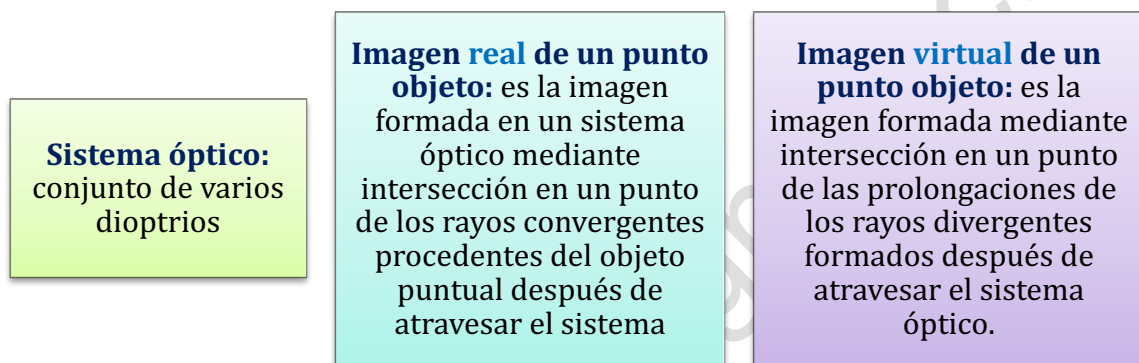 Sistema óptico:
conjunto de varios
dioptrios
Imagen real de un punto
objeto: es la imagen
formada en un sistema
óptico mediante
intersección en un punto
de los rayos convergentes
procedentes del objeto
puntual después de
atravesar el sistema
Imagen virtual de un
punto objeto: es la
imagen formada mediante
intersección en un punto
de las prolongaciones de
los rayos divergentes
formados después de
atravesar el sistema
óptico.